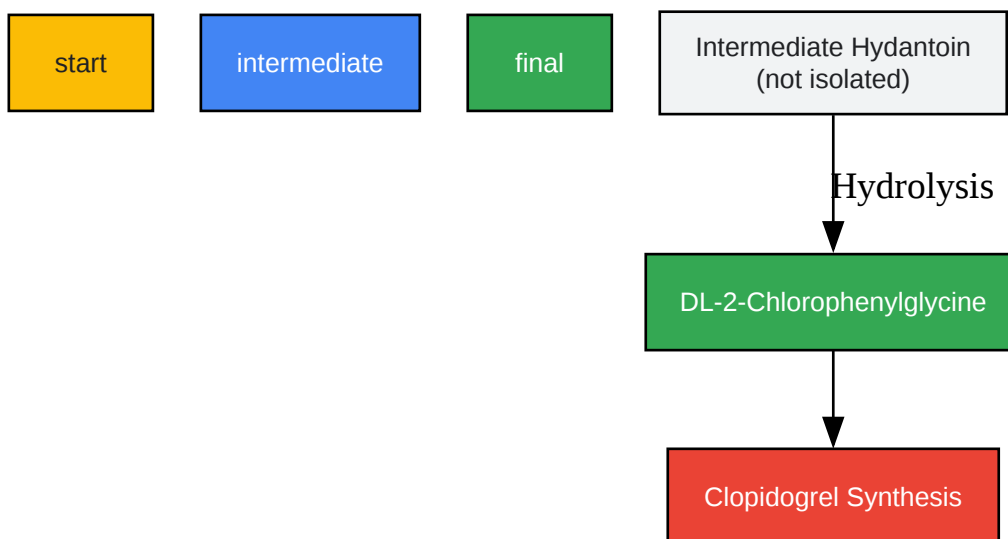 start
intermediate
final
Intermediate Hydantoin
(not isolated)
Hydrolysis
DL-2-Chlorophenylglycine
Clopidogrel Synthesis